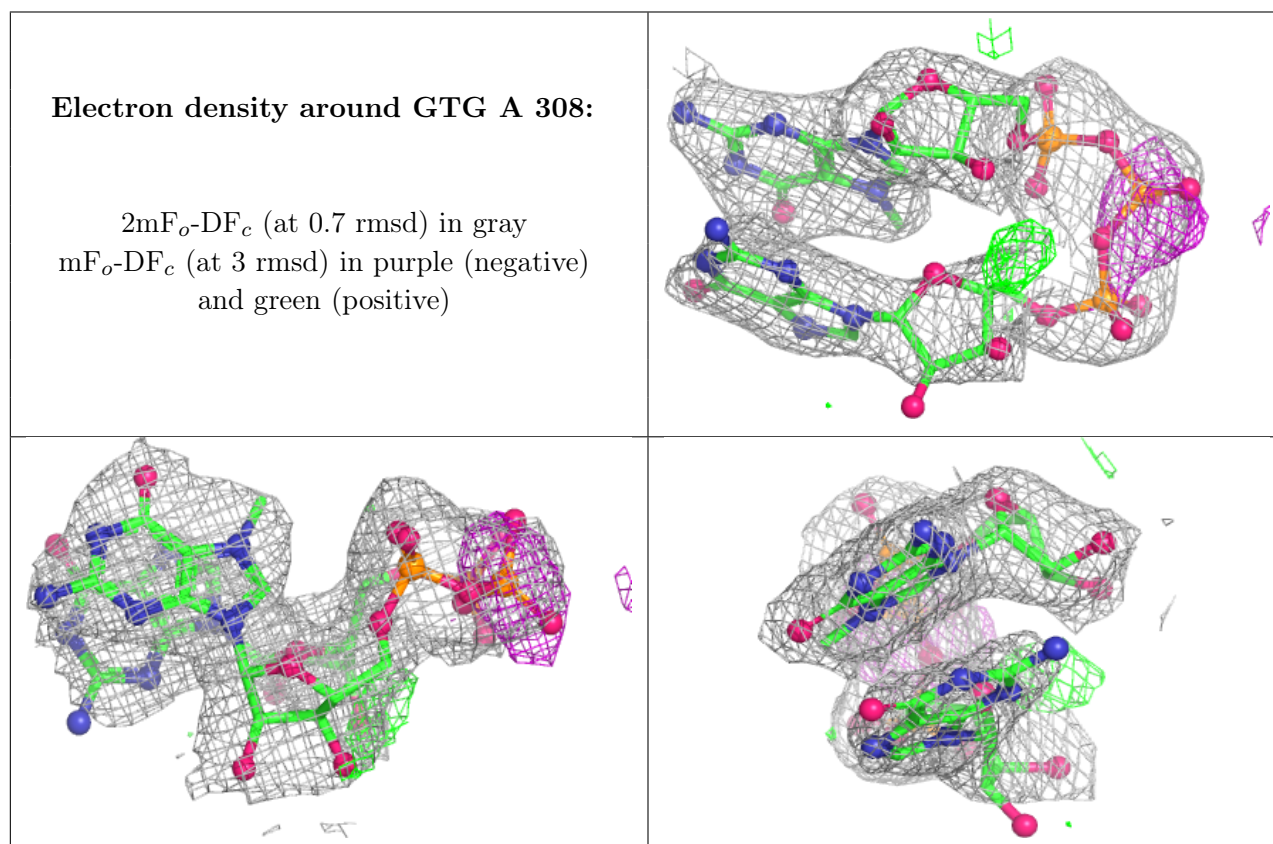 Electron density around GTG A 308:
2mFo-DFc (at 0.7 rmsd) in gray
mFo-DFc (at 3 rmsd) in purple (negative)
and green (positive)